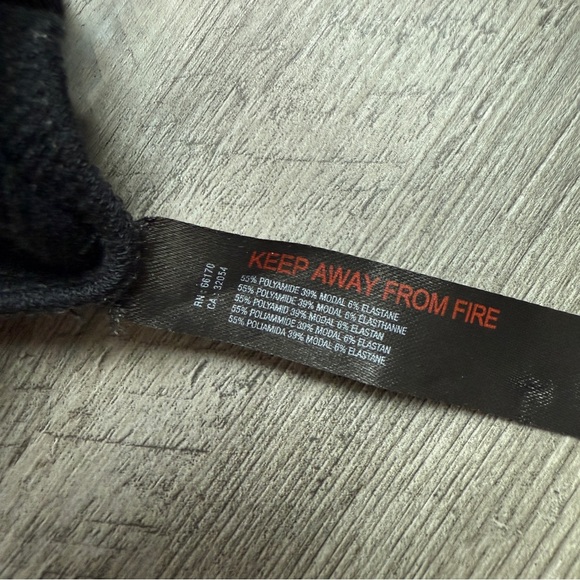 KEEP AWAY FROM FIRE
55% POLYAMIDE 39% MODAL 6% ELASTANE
55% POLYAMIDE 39% MODAL 6% ELASTHANNE
55% POLYAMID 39% MODAL 6% ELASTAN
55% POLIAMMIDE 39% MODAL 6% ELASTAN
55% POLIAMIDA 39% MODAL 6% ELASTANE
RN : 66170
CA : 32054